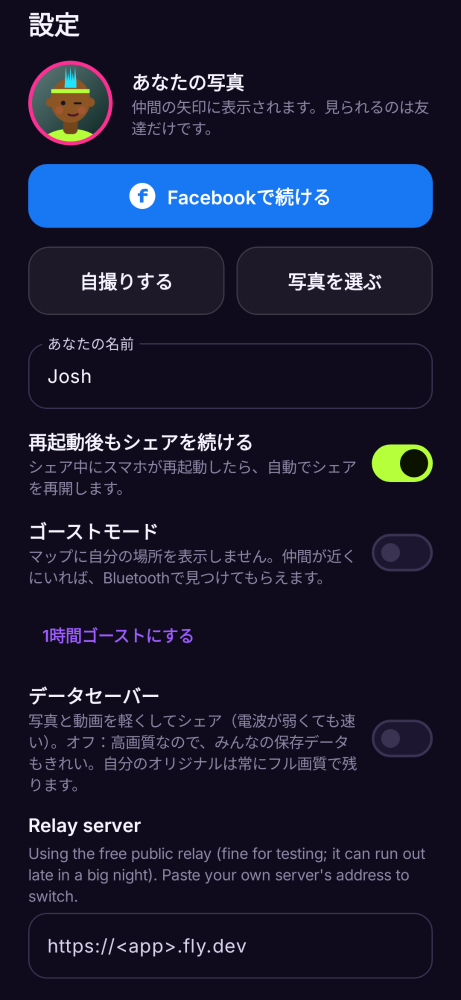 設定
あなたの写真
仲間の矢印に表示されます。見られるのは友
達だけです。
Facebookで続ける
自撮りする
写真を選ぶ
あなたの名前
Josh
再起動後もシェアを続ける
シェア中にスマホが再起動したら、自動でシェア
を再開します。
ゴーストモード
マップに自分の場所を表示しません。仲間が近く
にいれば、Bluetoothで見つけてもらえます。
1時間ゴーストにする
データセーバー
写真と動画を軽くしてシェア（電波が弱くても速
い）。オフ：高画質なので、みんなの保存データ
もきれい。自分のオリジナルは常にフル画質で残
ります。
Relay server
Using the free public relay (fine for testing; it can run out
late in a big night). Paste your own server's address to
switch.
https://<app>.fly.dev